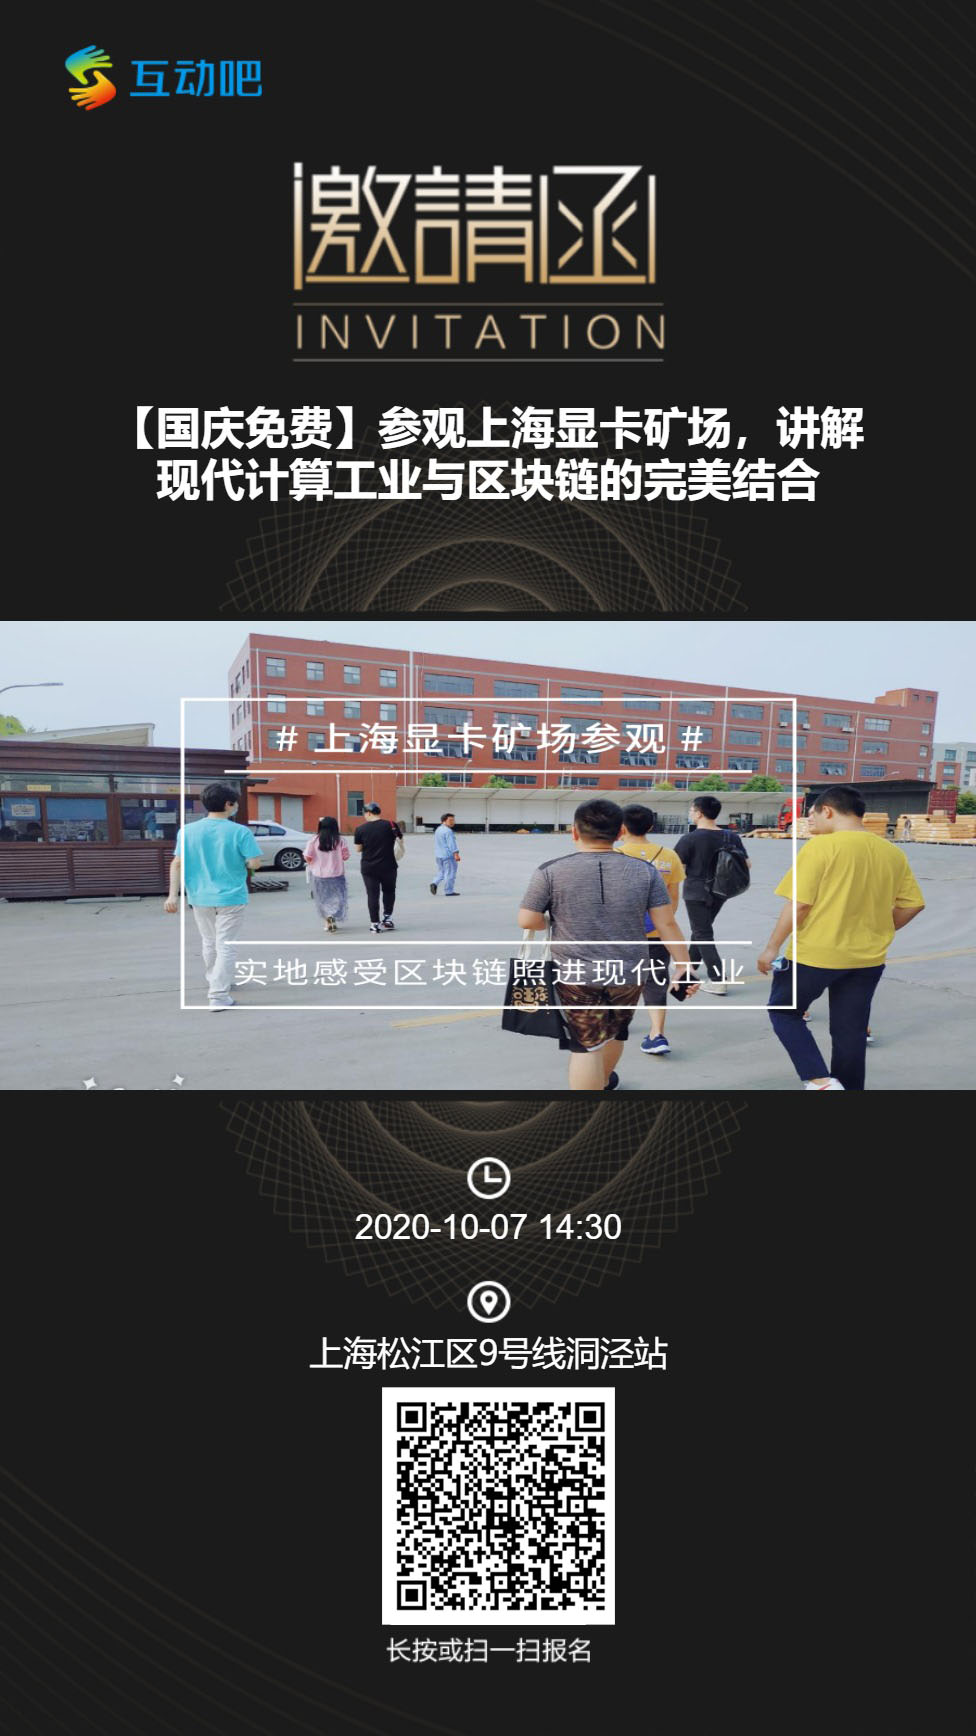 互动吧
邀請函
INVITATION
【国庆免费】参观上海显卡矿场，讲解
现代计算工业与区块链的完美结合
# 上海显卡矿场参观 #
实地感受区块链照进现代工业
2020-10-07 14:30
上海松江区9号线洞泾站
长按或扫一扫报名